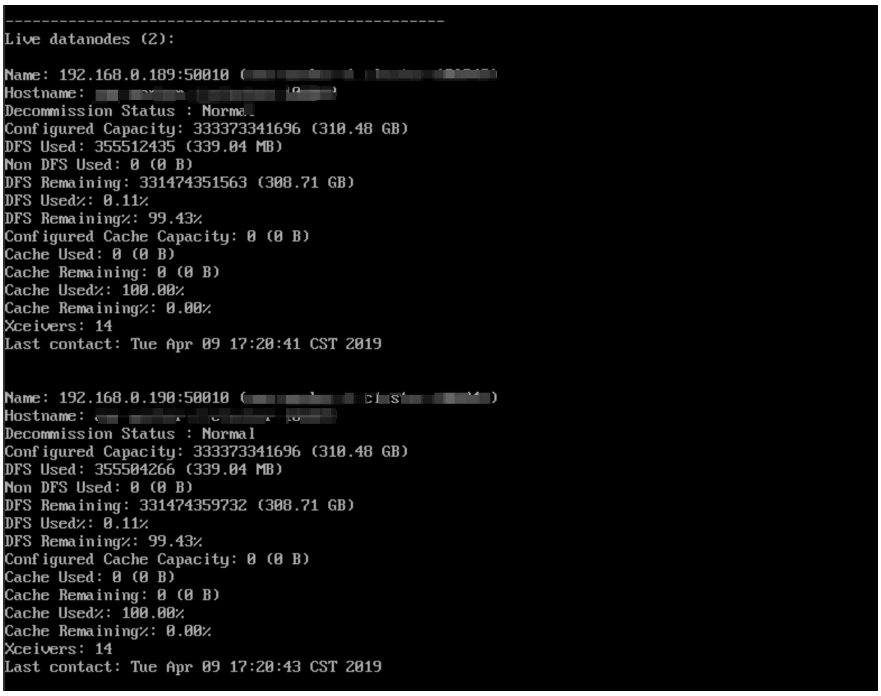 --------------------------------------------------
Live datanodes (2):
Name: 192.168.0.189:50010 (
Hostname:
Decommission Status : Normal
Configured Capacity: 333373341696 (310.48 GB)
DFS Used: 355512435 (339.04 MB)
Non DFS Used: 0 (0 B)
DFS Remaining: 331474351563 (308.71 GB)
DFS Used%: 0.11%
DFS Remaining%: 99.43%
Configured Cache Capacity: 0 (0 B)
Cache Used: 0 (0 B)
Cache Remaining: 0 (0 B)
Cache Used%: 100.00%
Cache Remaining%: 0.00%
Xceivers: 14
Last contact: Tue Apr 09 17:20:41 CST 2019
Name: 192.168.0.190:50010 ( )
Hostname:
Decommission Status : Normal
Configured Capacity: 333373341696 (310.48 GB)
DFS Used: 355504266 (339.04 MB)
Non DFS Used: 0 (0 B)
DFS Remaining: 331474359732 (308.71 GB)
DFS Used%: 0.11%
DFS Remaining%: 99.43%
Configured Cache Capacity: 0 (0 B)
Cache Used: 0 (0 B)
Cache Remaining: 0 (0 B)
Cache Used%: 100.00%
Cache Remaining%: 0.00%
Xceivers: 14
Last contact: Tue Apr 09 17:20:43 CST 2019